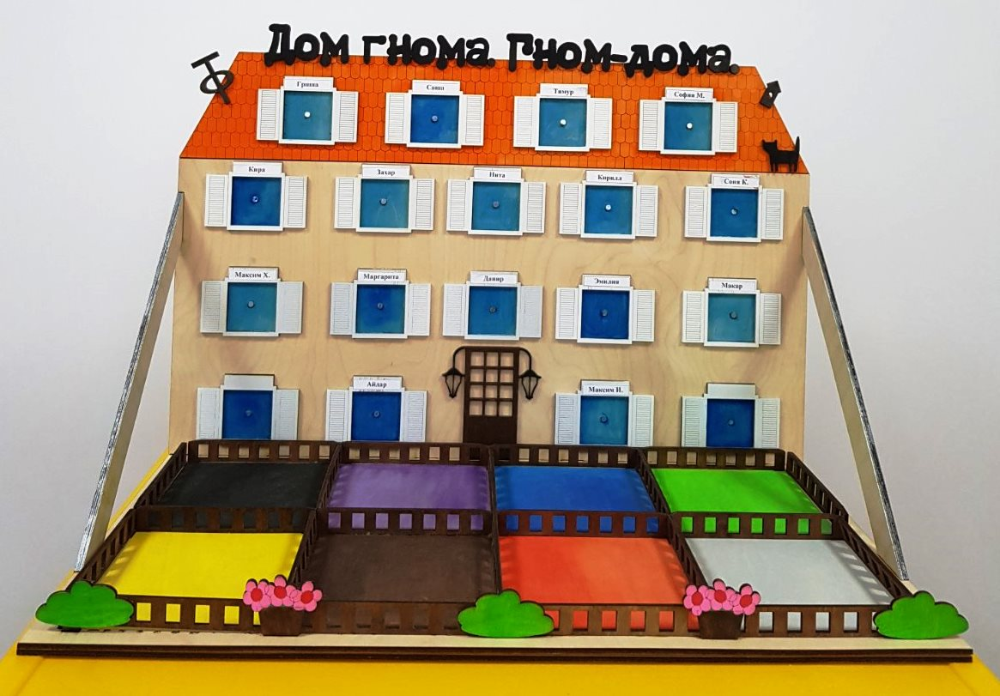 Дом гнома. Гном-дома.
Гриша
Саша
Тимур
София М.
Кира
Захар
Нита
Кирилл
Соня К.
Максим Х.
Маргарита
Данир
Эмилия
Макар
Айдар
Максим И.